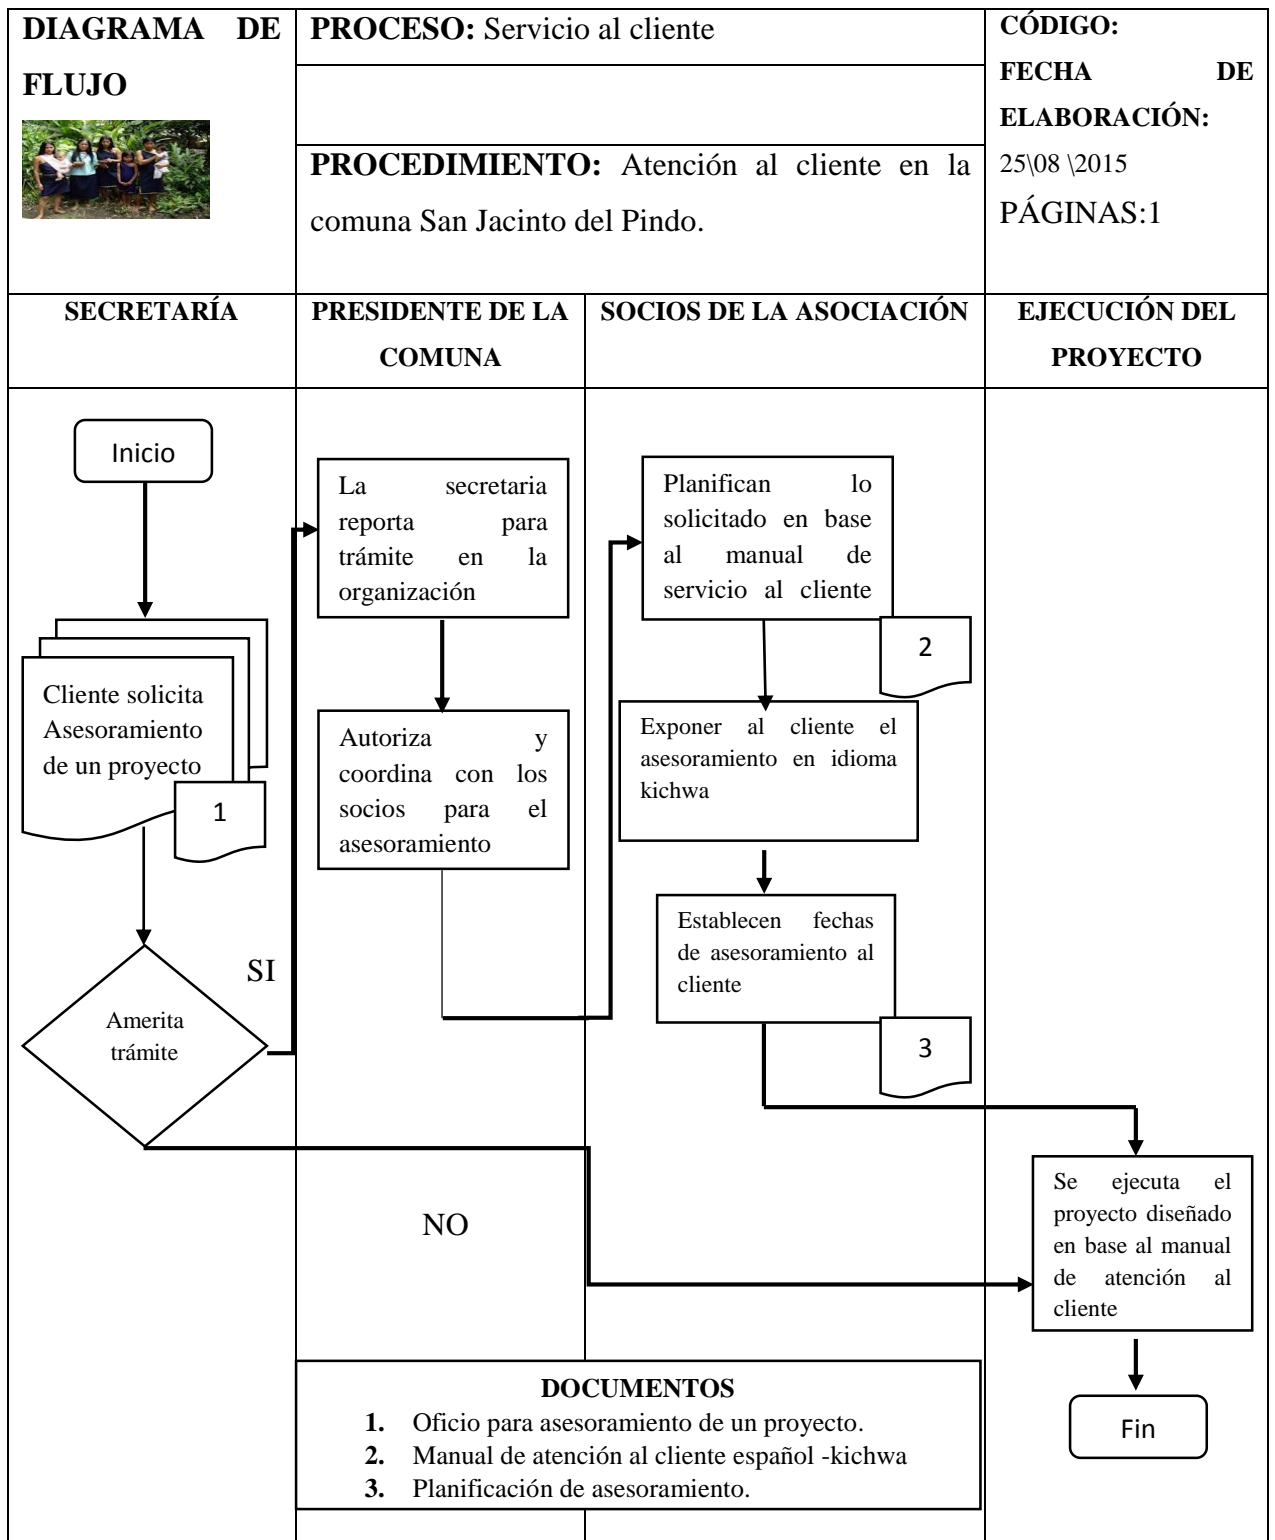 DIAGRAMA DE
FLUJO
PROCESO: Servicio al cliente
PROCEDIMIENTO: Atención al cliente en la
comuna San Jacinto del Pindo.
CÓDIGO:
FECHA DE
ELABORACIÓN:
25\08 \2015
PÁGINAS:1
SECRETARÍA
PRESIDENTE DE LA
COMUNA
SOCIOS DE LA ASOCIACIÓN
EJECUCIÓN DEL
PROYECTO
Inicio
Cliente solicita
Asesoramiento
de un proyecto
1
Amerita
trámite
SI
La secretaria
reporta para
trámite en la
organización
Autoriza y
coordina con los
socios para el
asesoramiento
NO
Planifican lo
solicitado en base
al manual de
servicio al cliente
2
Exponer al cliente el
asesoramiento en idioma
kichwa
Establecen fechas
de asesoramiento al
cliente
3
Se ejecuta el
proyecto diseñado
en base al manual
de atención al
cliente
Fin
DOCUMENTOS
1. Oficio para asesoramiento de un proyecto.
2. Manual de atención al cliente español -kichwa
3. Planificación de asesoramiento.